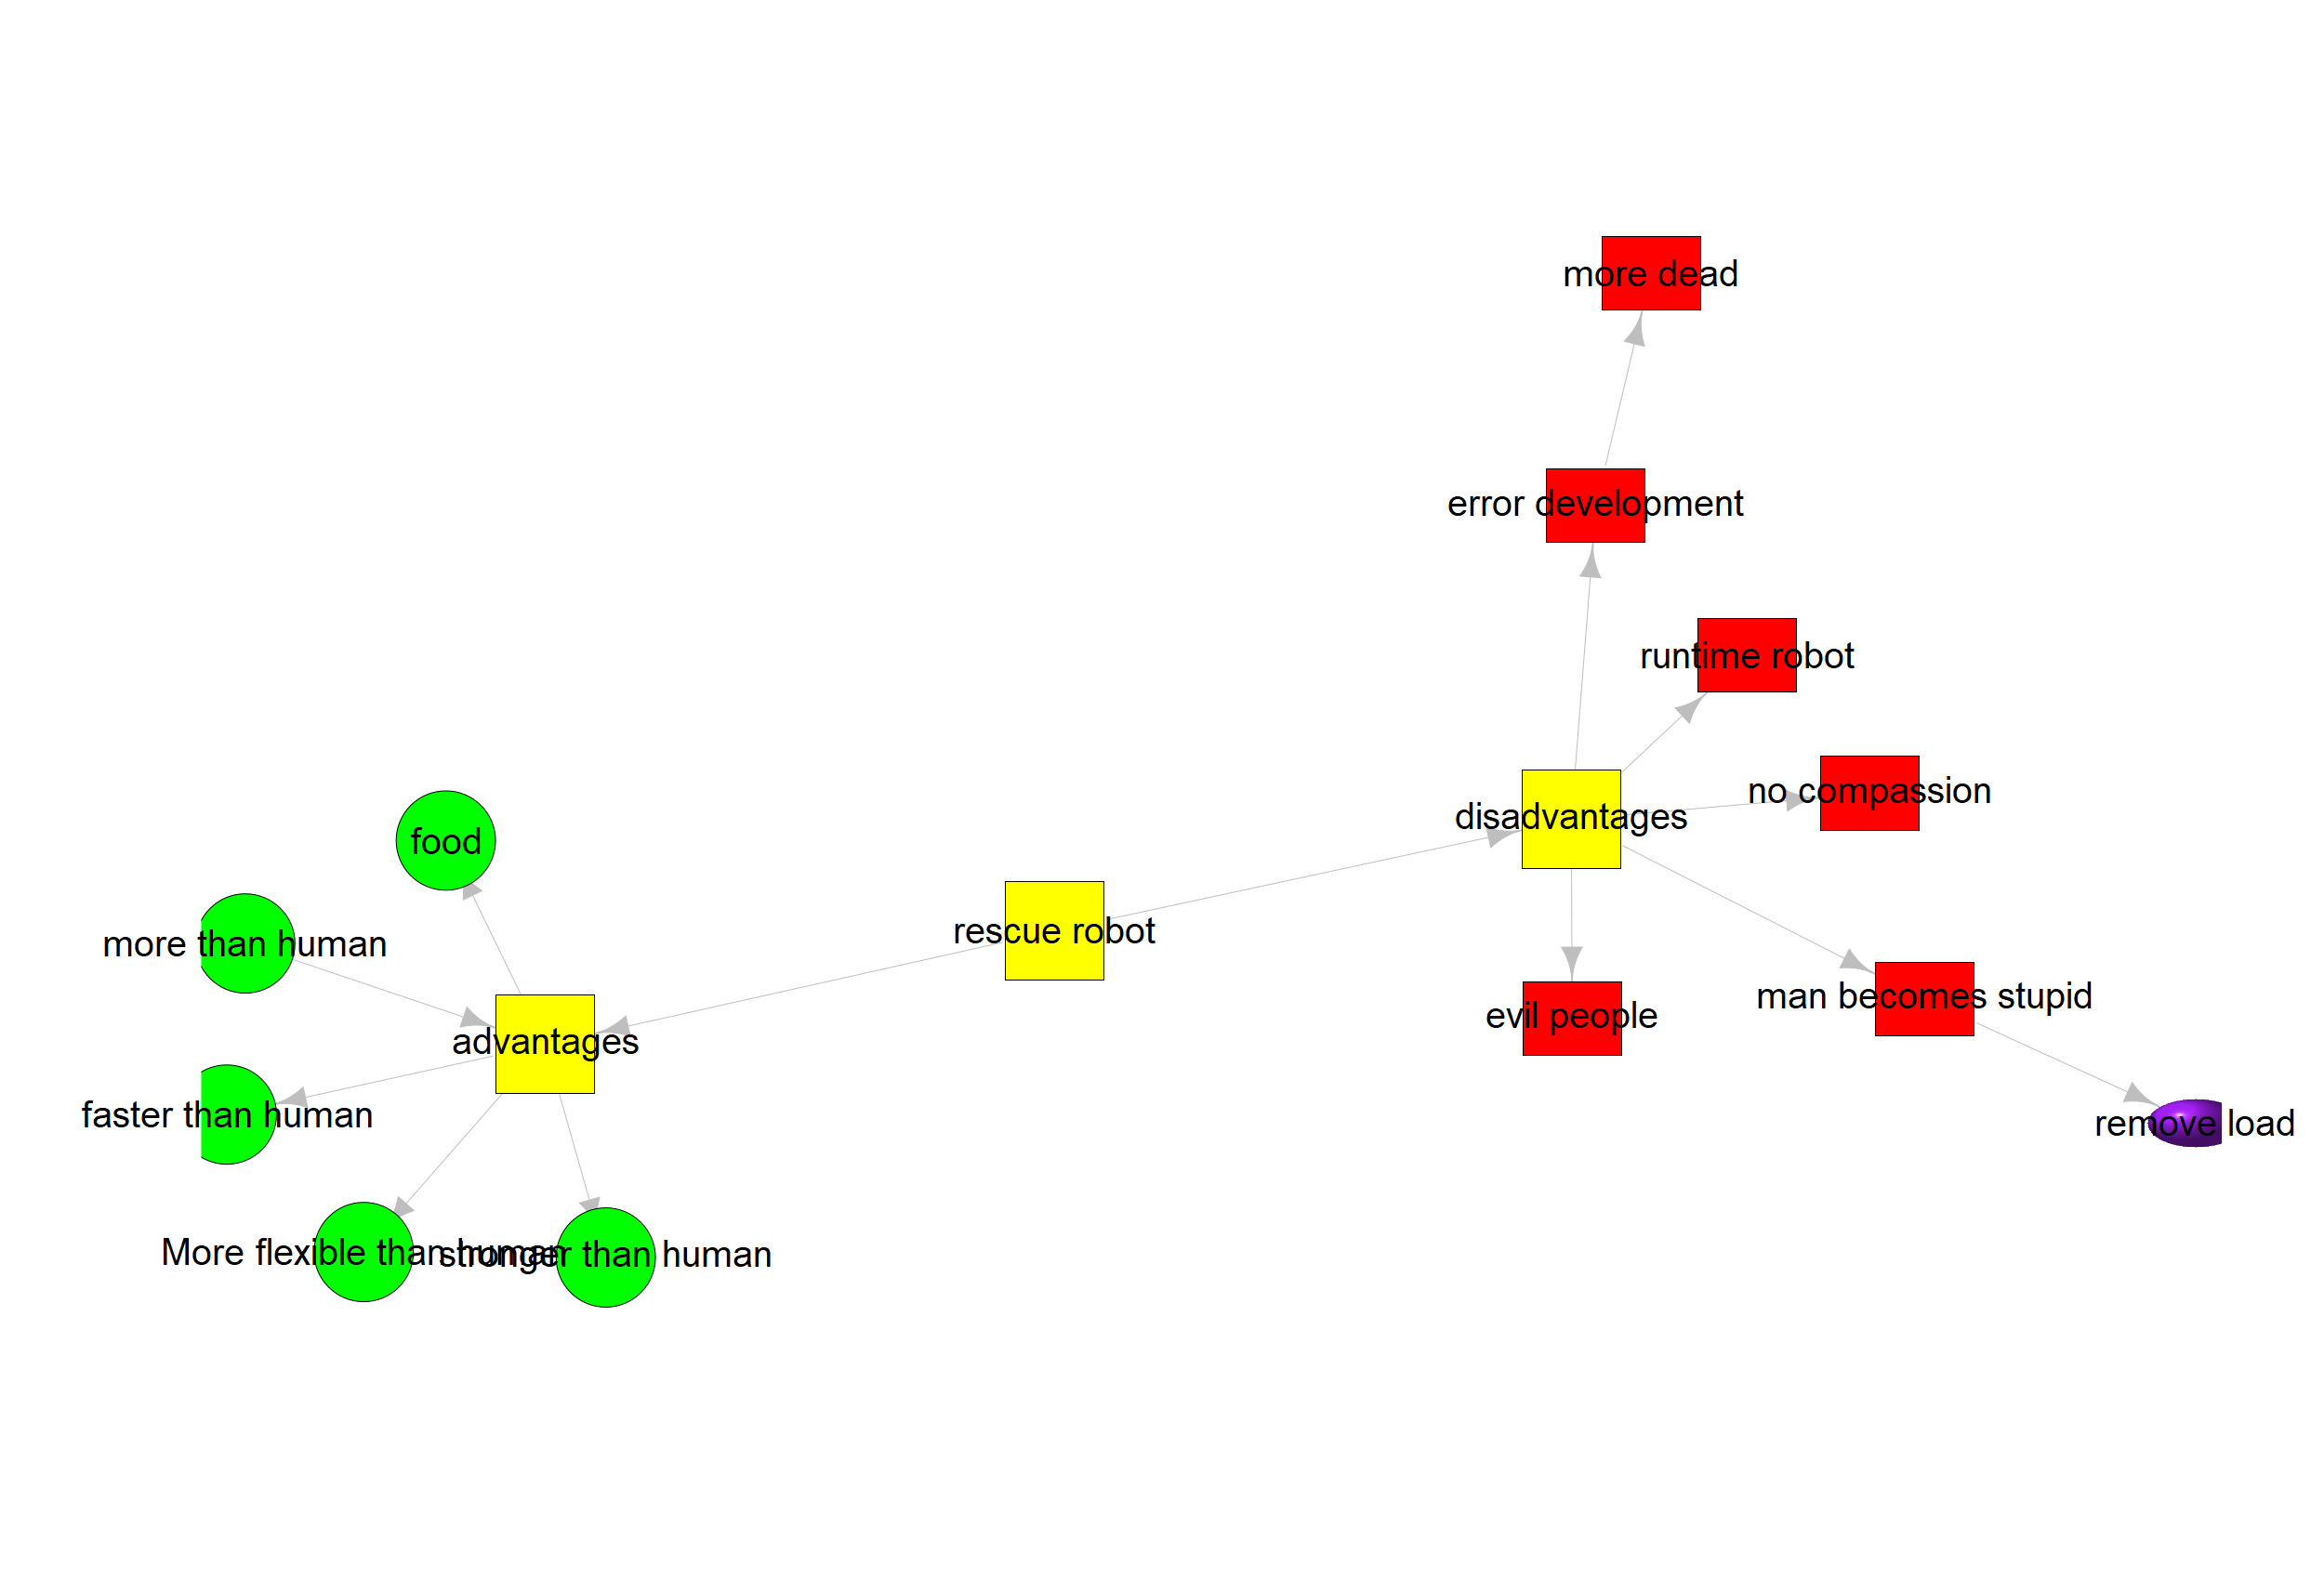 more dead
error development
runtime robot
no compassion
disadvantages
food
rescue robot
more than human
man becomes stupid
evil people
advantages
faster than human
remove load
More flexible than human
stronger than human